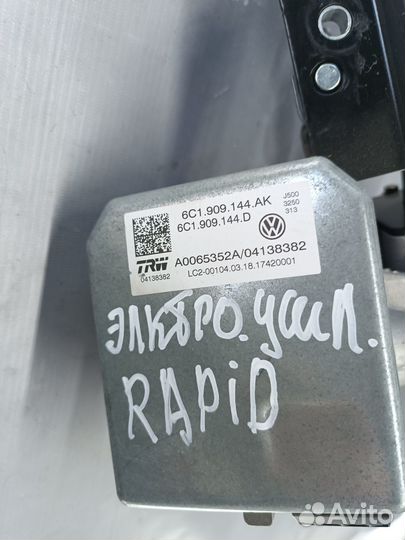 6C1.909.144.AK
6C1.909.144.D
J500
3250
313
TRW
04138382
A0065352A/04138382
LC2-00104.03.18.17420001
ЭЛКТРО.УСИЛ.
RAPiD
Avito